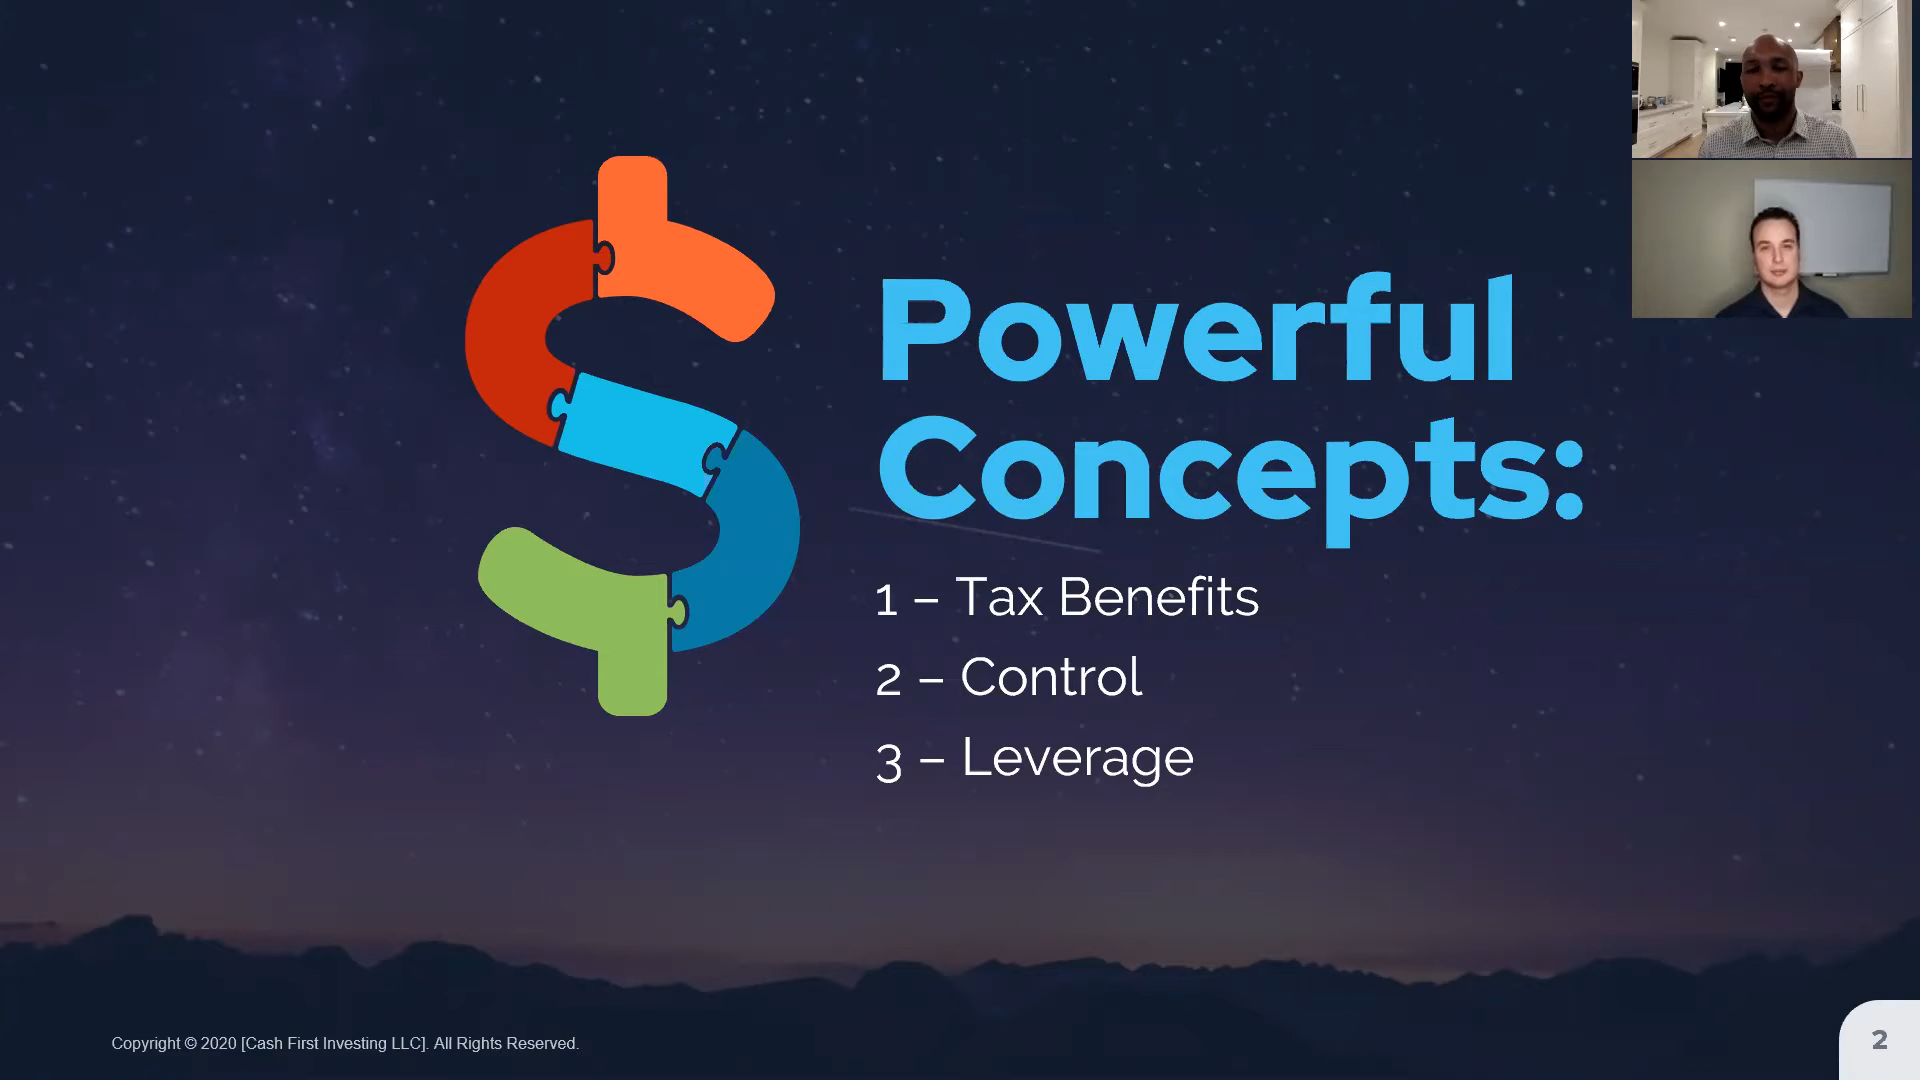 Powerful
Concepts:
1 – Tax Benefits
2 – Control
3 – Leverage
Copyright © 2020 [Cash First Investing LLC]. All Rights Reserved.
2